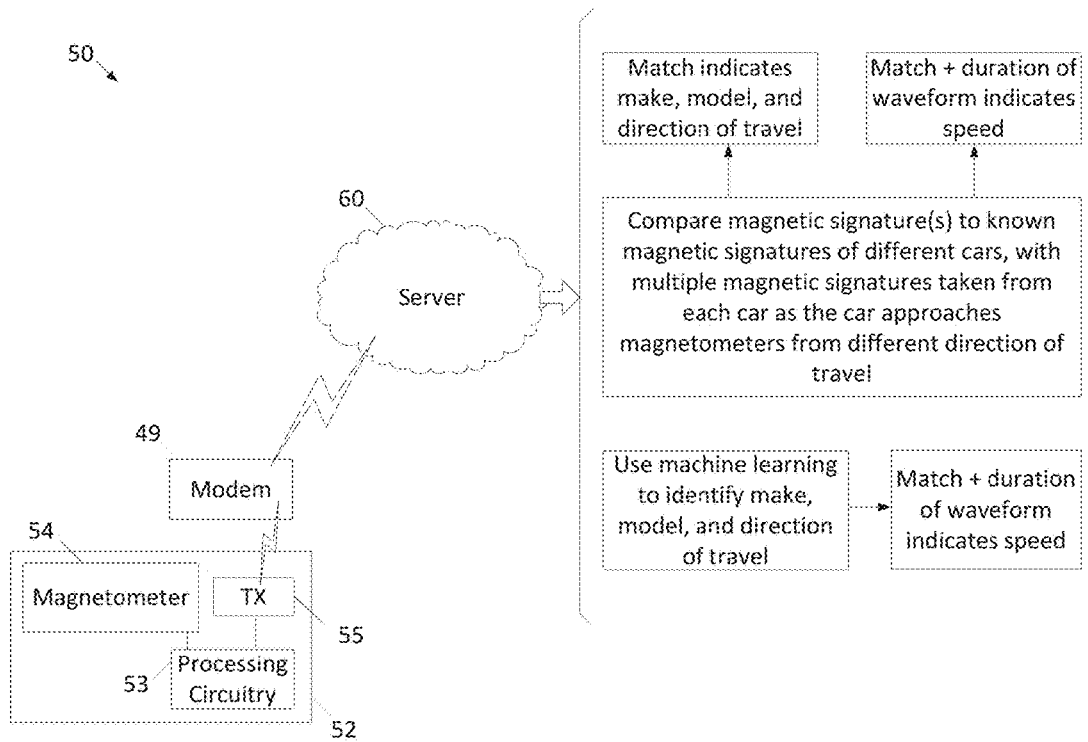 50
60
Server
49
Modem
54
Magnetometer
TX
55
53
Processing
Circuitry
52
Match indicates
make, model, and
direction of travel
Match + duration of
waveform indicates
speed
Compare magnetic signature(s) to known
magnetic signatures of different cars, with
multiple magnetic signatures taken from
each car as the car approaches
magnetometers from different direction of
travel
Use machine learning
to identify make,
model, and direction
of travel
Match + duration
of waveform
indicates speed